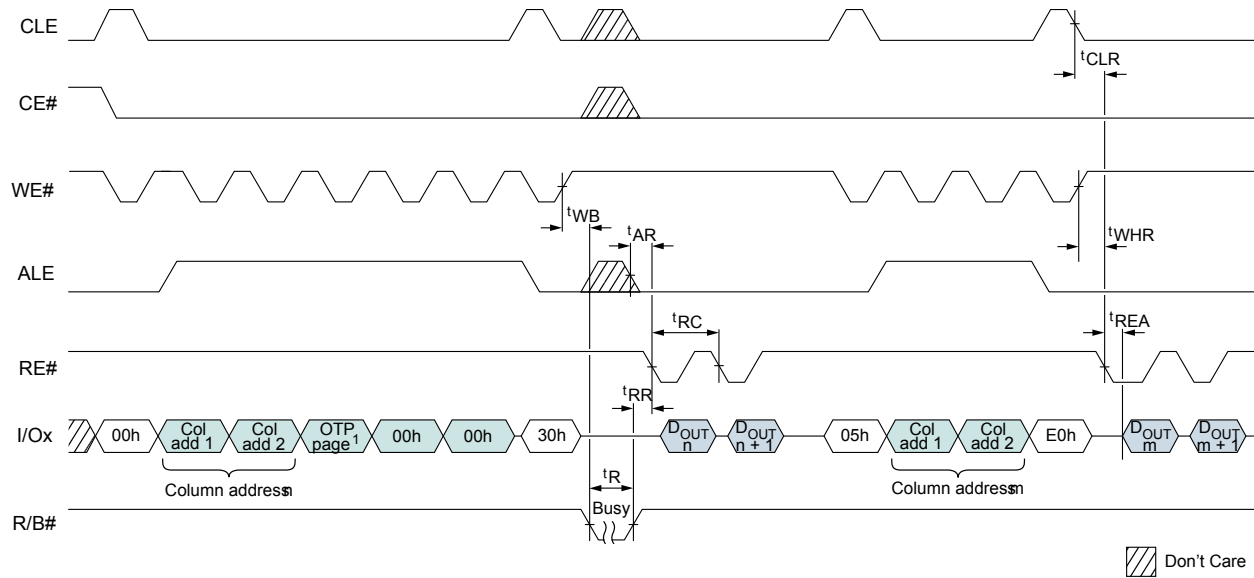 CLE
tCLR
CE#
WE#
tWB
tAR
tWHR
ALE
tRC
tREA
RE#
tRR
I/Ox
00h
Col add 1
Col add 2
OTP page1
00h
00h
30h
DOUT n
DOUT n + 1
05h
Col add 1
Col add 2
E0h
DOUT m
DOUT m + 1
Column address n
tR
Column address m
R/B#
Busy
Don't Care